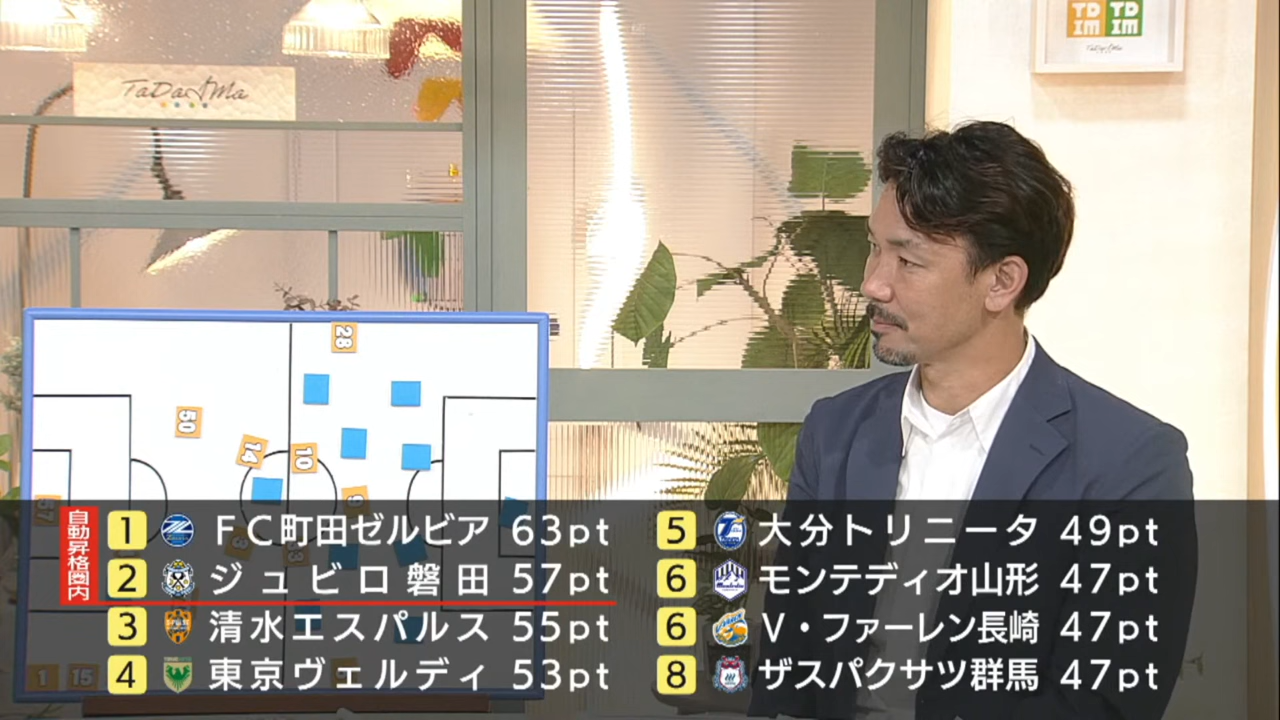 TaDaIMa
TD
IM
TaDaIMa
28
50
14
10
9
自動昇格圏内
1 FC町田ゼルビア 63pt
2 ジュビロ磐田 57pt
3 清水エスパルス 55pt
4 東京ヴェルディ 53pt
5 大分トリニータ 49pt
6 モンテディオ山形 47pt
6 V・ファーレン長崎 47pt
8 ザスパクサツ群馬 47pt
1 15